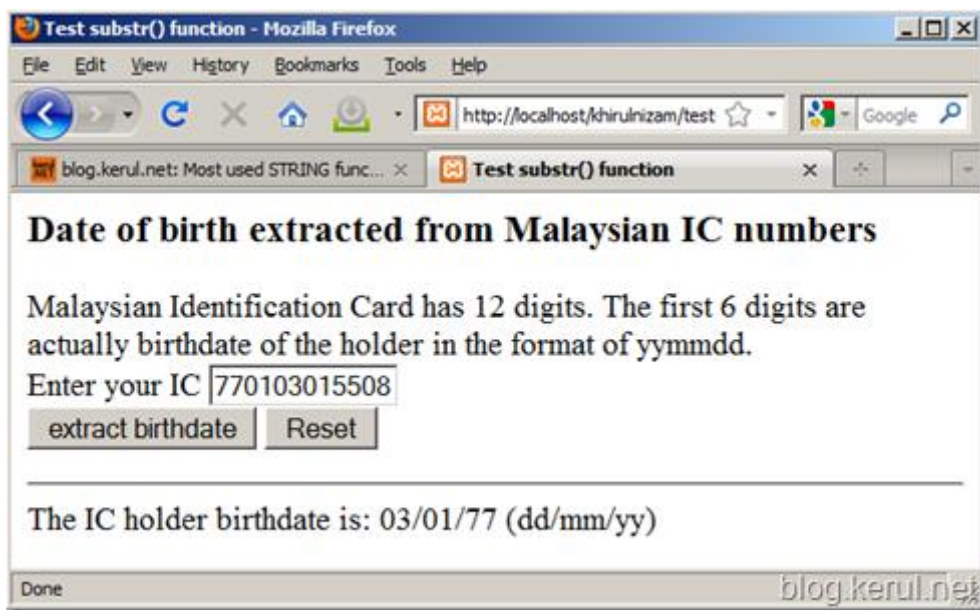 Test substr() function - Mozilla Firefox
File Edit View History Bookmarks Tools Help
http://localhost/khirulnizam/test Google
blog.kerul.net: Most used STRING func... Test substr() function
Date of birth extracted from Malaysian IC numbers
Malaysian Identification Card has 12 digits. The first 6 digits are
actually birthdate of the holder in the format of yymmdd.
Enter your IC 770103015508
extract birthdate Reset
The IC holder birthdate is: 03/01/77 (dd/mm/yy)
Done blog.kerul.net